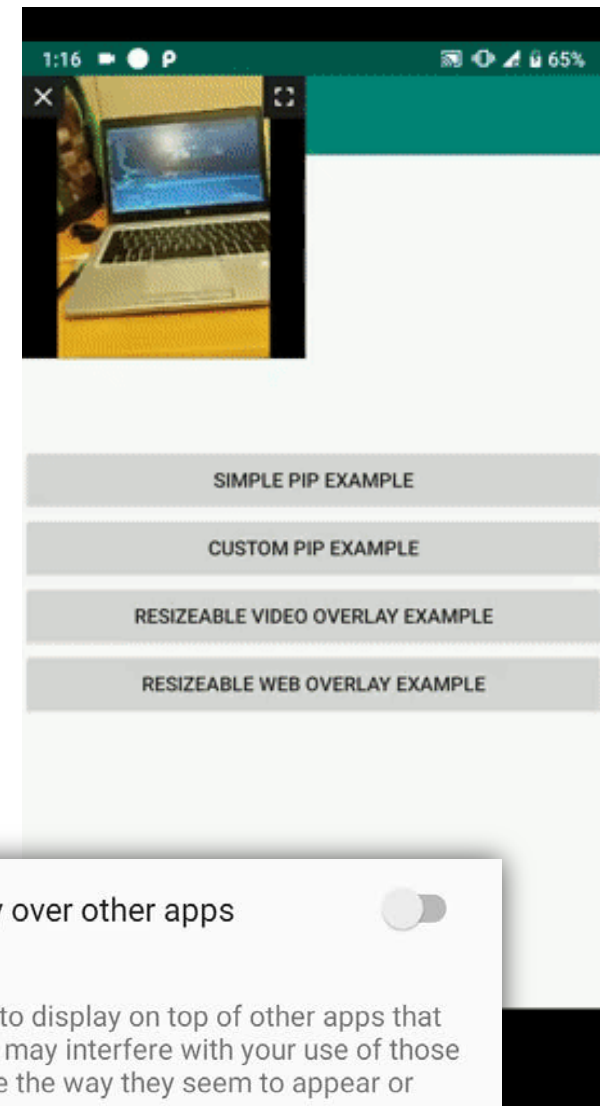 1:16 P 65%
SIMPLE PIP EXAMPLE
CUSTOM PIP EXAMPLE
RESIZEABLE VIDEO OVERLAY EXAMPLE
RESIZEABLE WEB OVERLAY EXAMPLE
over other apps
to display on top of other apps that
may interfere with your use of those
the way they seem to appear or